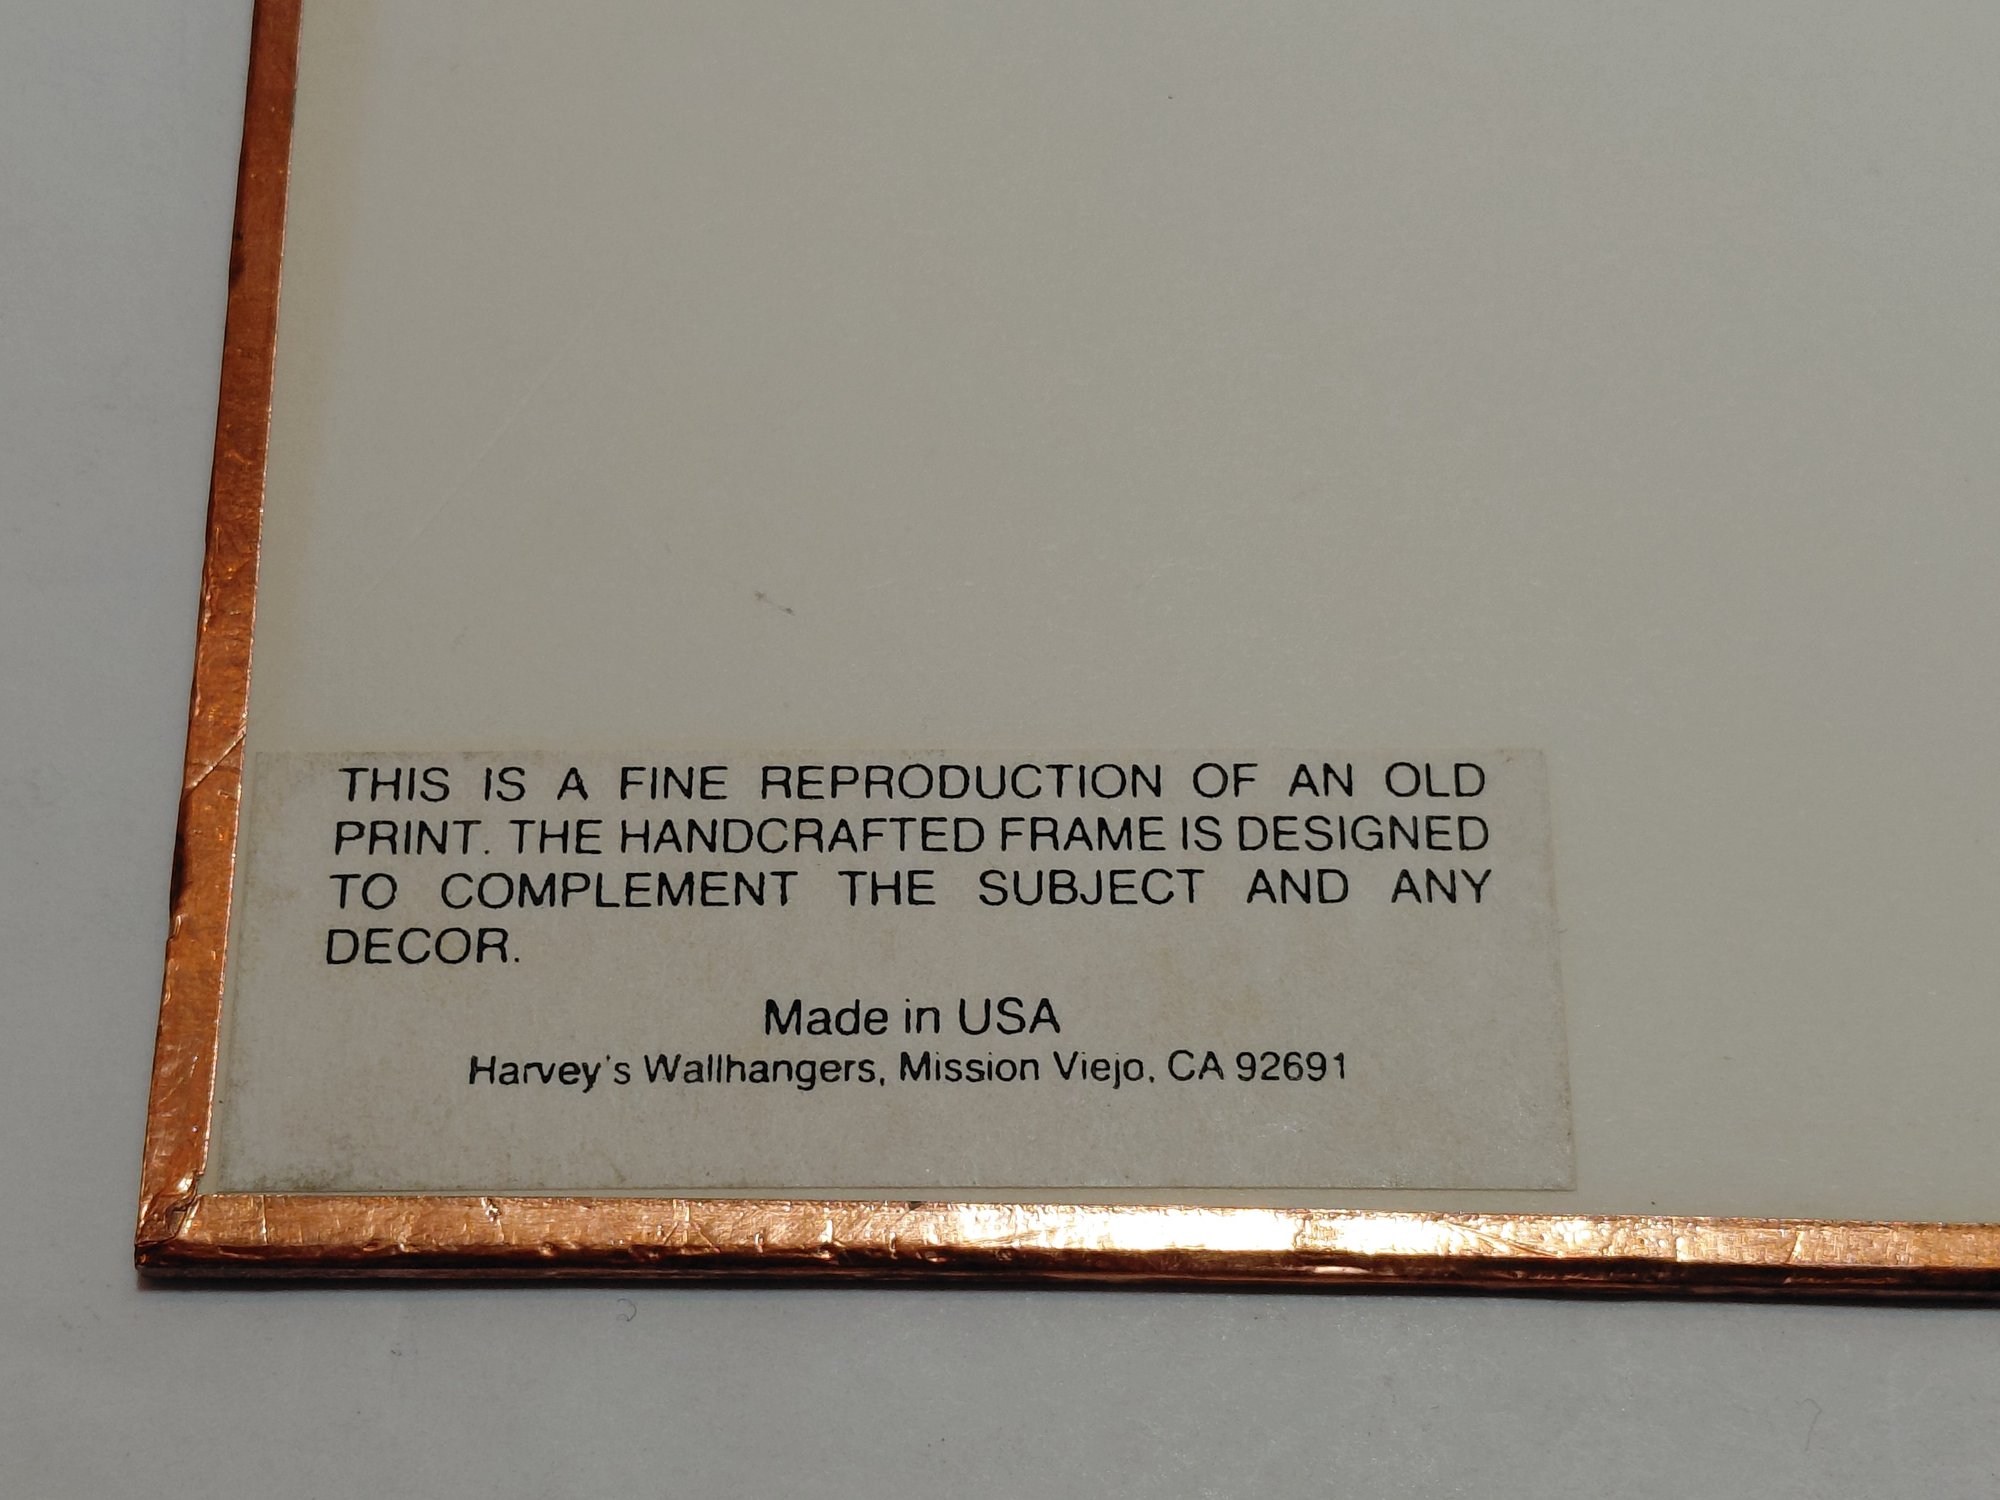 THIS IS A FINE REPRODUCTION OF AN OLD
PRINT. THE HANDCRAFTED FRAME IS DESIGNED
TO COMPLEMENT THE SUBJECT AND ANY
DECOR.
Made in USA
Harvey's Wallhangers, Mission Viejo, CA 92691